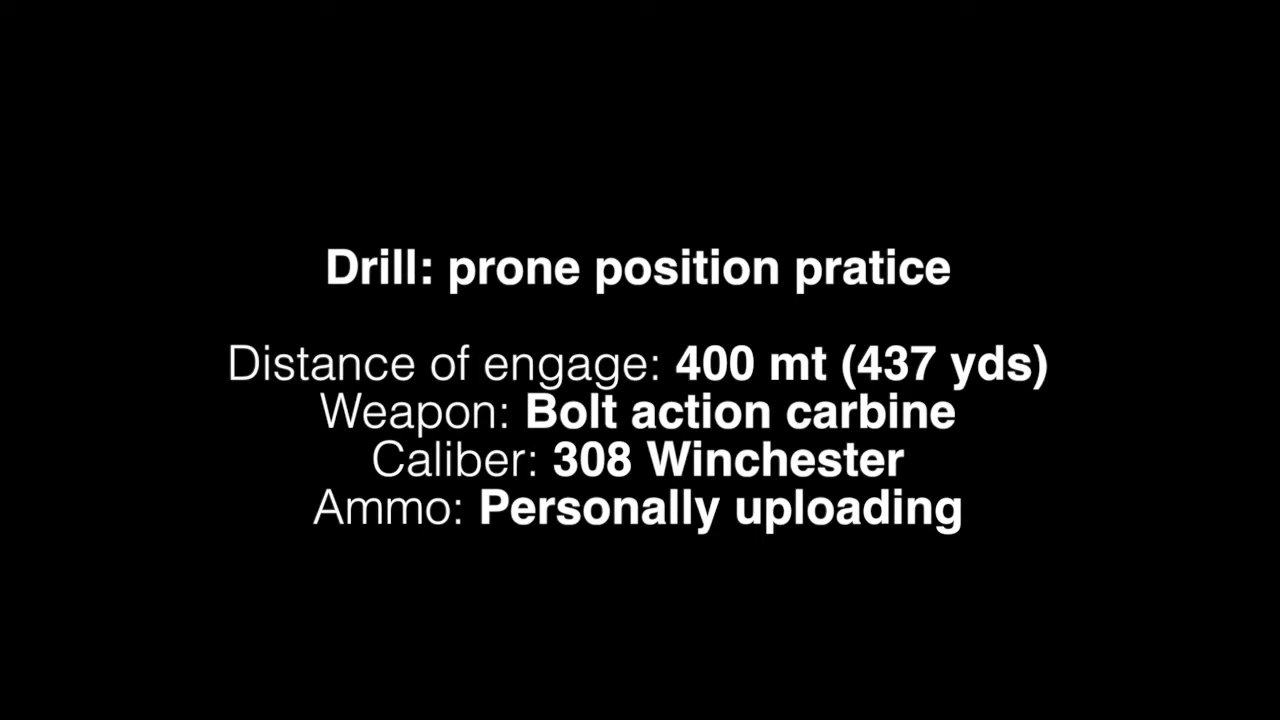 Drill: prone position pratice
Distance of engage: 400 mt (437 yds)
Weapon: Bolt action carbine
Caliber: 308 Winchester
Ammo: Personally uploading